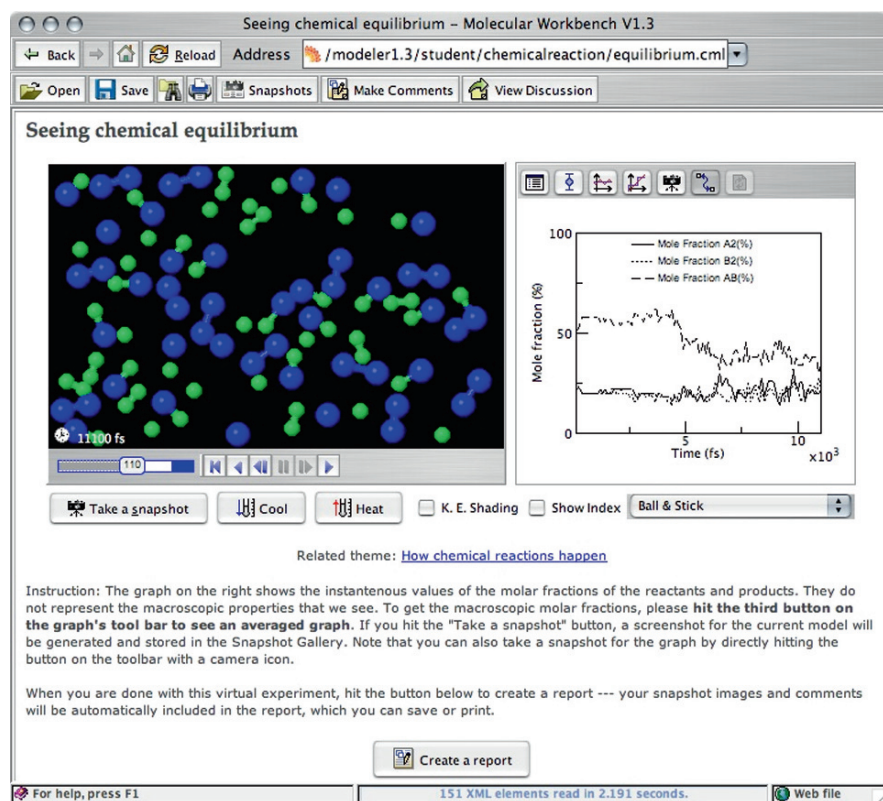 Seeing chemical equilibrium – Molecular Workbench V1.3
Back Reload Address /modeler1.3/student/chemicalreaction/equilibrium.cml
Open Save Snapshots Make Comments View Discussion
Seeing chemical equilibrium
100
Mole Fraction A2(%)
Mole Fraction B2(%)
Mole Fraction AB(%)
Mole fraction (%)
50
0
5
10
x10³
Time (fs)
11100 fs
110
Take a snapshot Cool Heat K. E. Shading Show Index Ball & Stick
Related theme: How chemical reactions happen
Instruction: The graph on the right shows the instantenous values of the molar fractions of the reactants and products. They do
not represent the macroscopic properties that we see. To get the macroscopic molar fractions, please hit the third button on
the graph's tool bar to see an averaged graph. If you hit the "Take a snapshot" button, a screenshot for the current model will
be generated and stored in the Snapshot Gallery. Note that you can also take a snapshot for the graph by directly hitting the
button on the toolbar with a camera icon.
When you are done with this virtual experiment, hit the button below to create a report --- your snapshot images and comments
will be automatically included in the report, which you can save or print.
Create a report
For help, press F1 151 XML elements read in 2.191 seconds. Web file